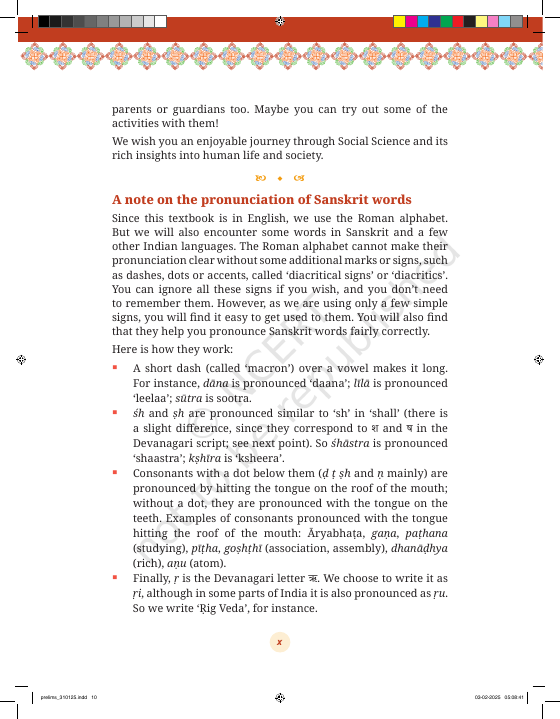 parents or guardians too. Maybe you can try out some of the
activities with them!
We wish you an enjoyable journey through Social Science and its
rich insights into human life and society.
A note on the pronunciation of Sanskrit words
Since this textbook is in English, we use the Roman alphabet.
But we will also encounter some words in Sanskrit and a few
other Indian languages. The Roman alphabet cannot make their
pronunciation clear without some additional marks or signs, such
as dashes, dots or accents, called ‘diacritical signs’ or ‘diacritics’.
You can ignore all these signs if you wish, and you don’t need
to remember them. However, as we are using only a few simple
signs, you will find it easy to get used to them. You will also find
that they help you pronounce Sanskrit words fairly correctly.
Here is how they work:
▪ A short dash (called ‘macron’) over a vowel makes it long.
For instance, dāna is pronounced ‘daana’; līlā is pronounced
‘leela’; sūtra is sootra.
▪ śh and ṣh are pronounced similar to ‘sh’ in ‘shall’ (there is
a slight difference, since they correspond to श and ष in the
Devanagari script; see next point). So śhāstra is pronounced
‘shaastra’; kṣhīra is ‘ksheera’.
▪ Consonants with a dot below them (ḍ ṭ ṣh and ṇ mainly) are
pronounced by hitting the tongue on the roof of the mouth;
without a dot, they are pronounced with the tongue on the
teeth. Examples of consonants pronounced with the tongue
hitting the roof of the mouth: Āryabhaṭa, gaṇa, paṭhana
(studying), pīṭha, goṣhṭhī (association, assembly), dhanāḍhya
(rich), aṇu (atom).
▪ Finally, ṛ is the Devanagari letter ऋ. We choose to write it as
ṛi, although in some parts of India it is also pronounced as ṛu.
So we write ‘Ṛig Veda’, for instance.
x
© NCERT
not to be republished
prelims_310125.indd 10
03-02-2025 05:08:41